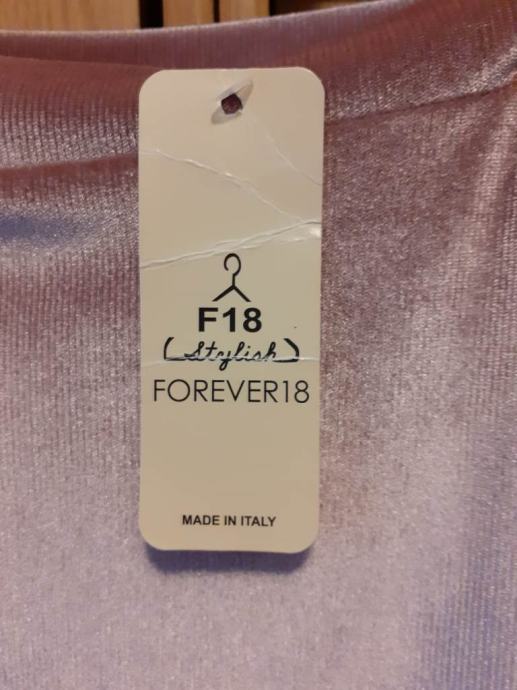 F18
(Stylish)
FOREVER18
MADE IN ITALY